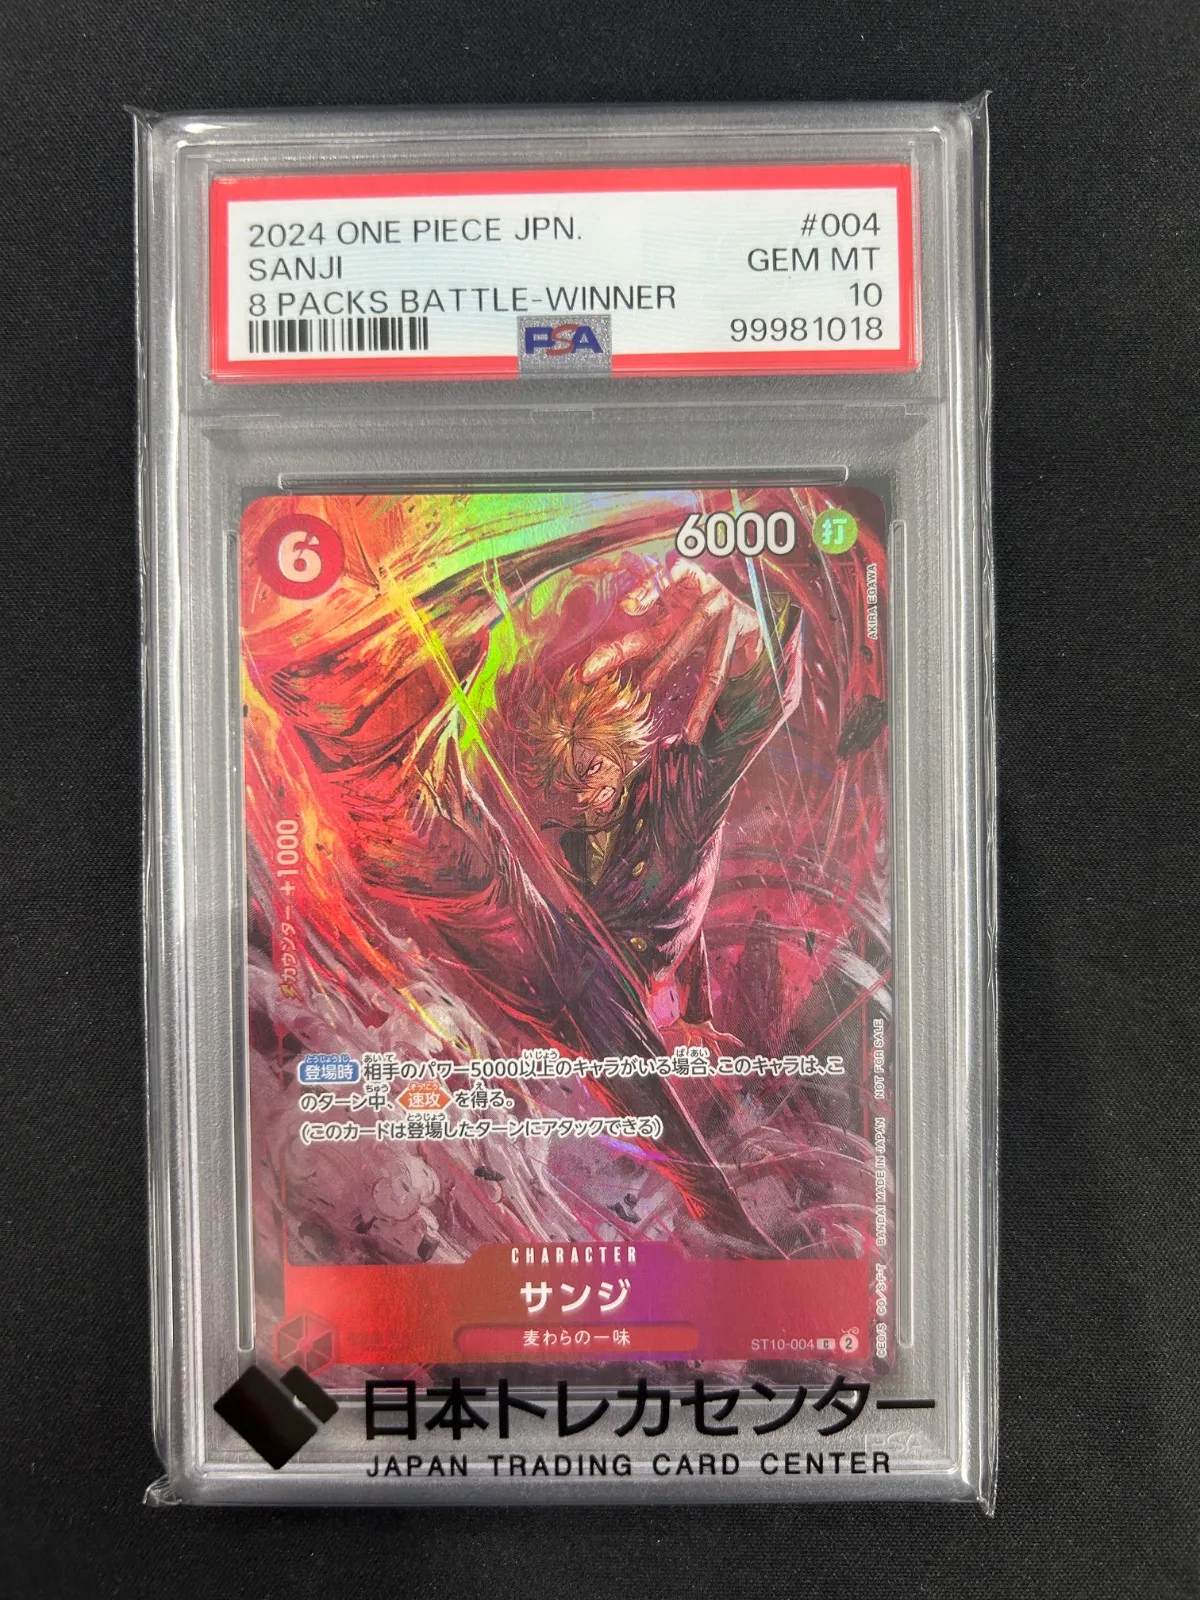 2024 ONE PIECE JPN.
#004
SANJI
GEM MT
8 PACKS BATTLE-WINNER
10
PSA
99981018
6
6000
打
AKIRA EGAWA
カウンター +1000
登場時 相手のパワー5000以上のキャラがいる場合、このキャラは、こ
のターン中、速攻を得る。
(このカードは登場したターンにアタックできる)
NOT FOR SALE
BANDAI MADE IN JAPAN
CHARACTER
サンジ
麦わらの一味
ST10-004 C 2
日本トレカセンター
JAPAN TRADING CARD CENTER